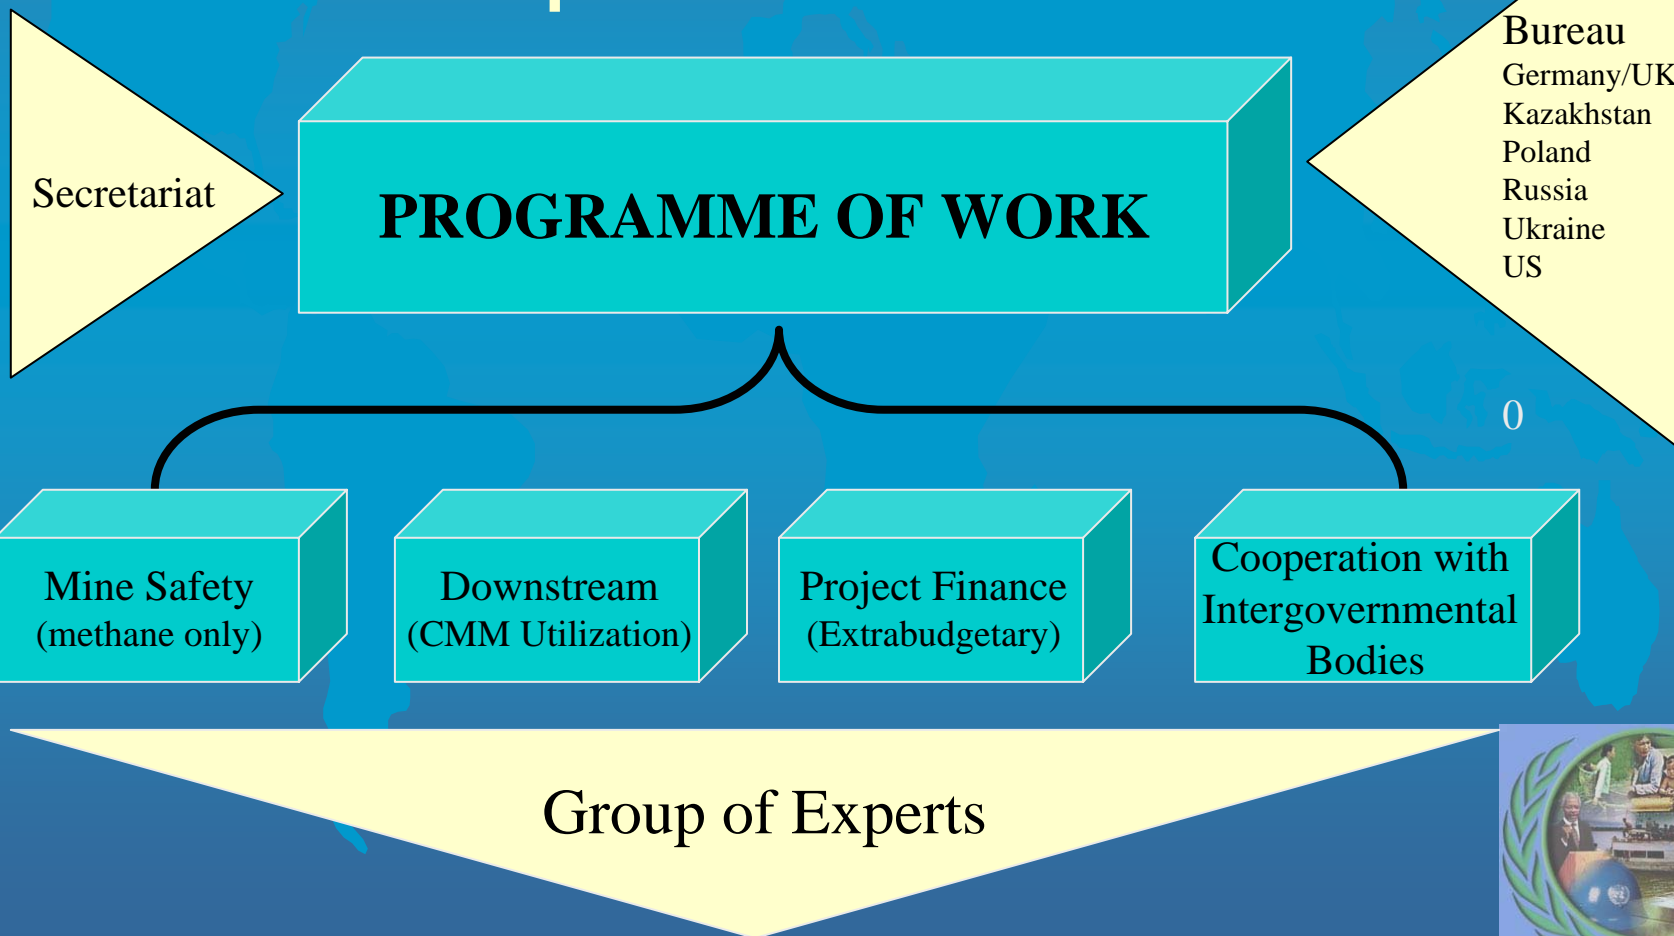 Bureau
Germany/UK
Kazakhstan
Poland
Russia
Ukraine
US
Secretariat
PROGRAMME OF WORK
0
Mine Safety
(methane only)
Downstream
(CMM Utilization)
Project Finance
(Extrabudgetary)
Cooperation with
Intergovernmental
Bodies
Group of Experts